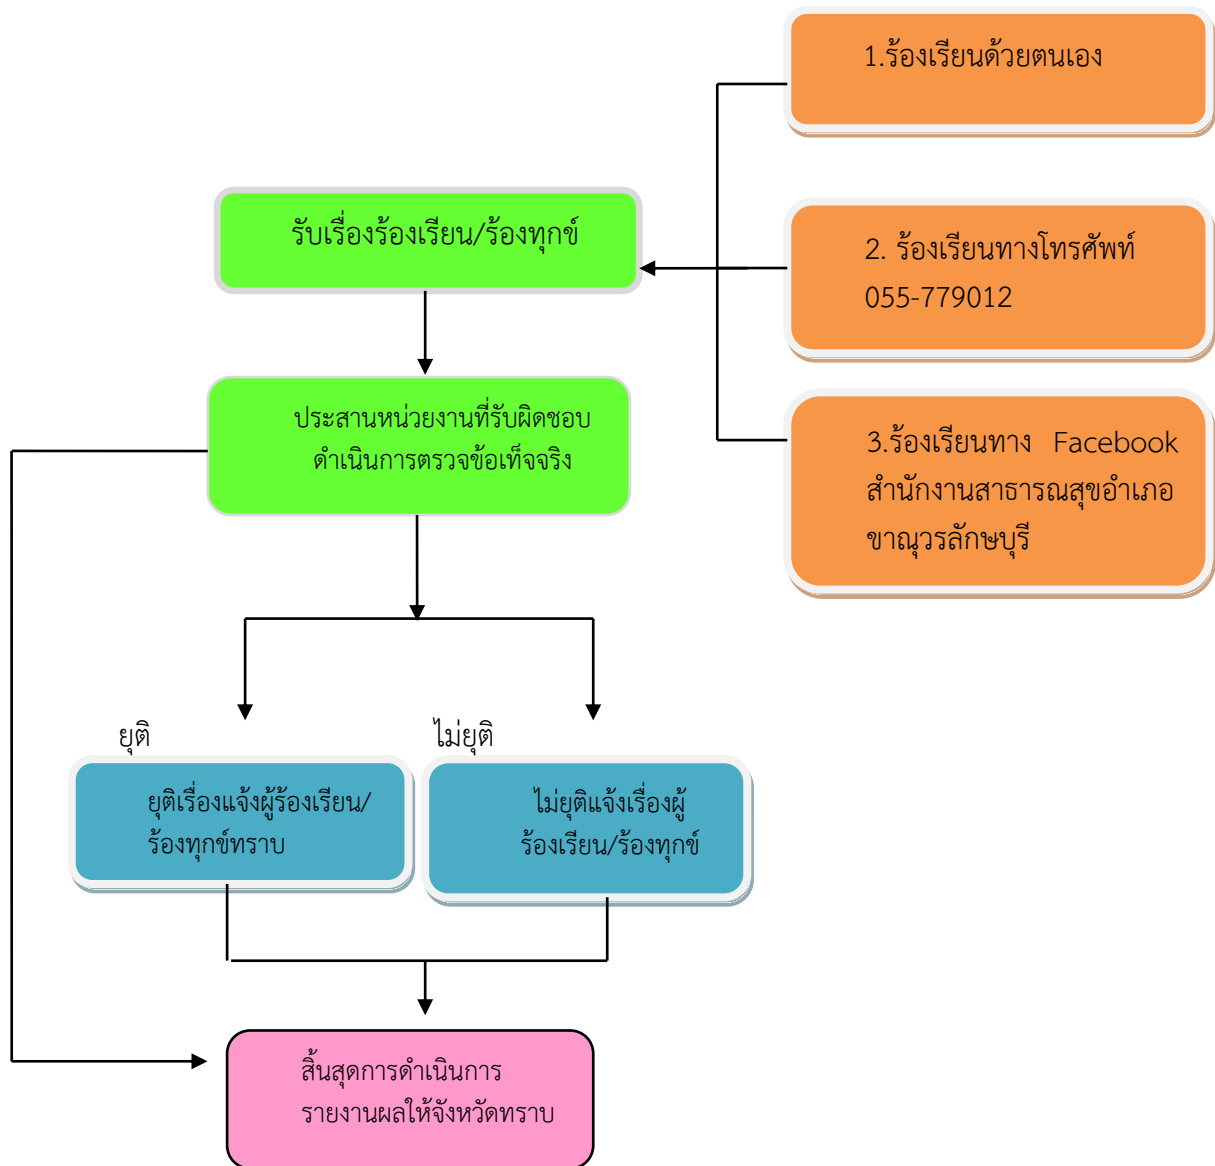 1.ร้องเรียนด้วยตนเอง
รับเรื่องร้องเรียน/ร้องทุกข์
2. ร้องเรียนทางโทรศัพท์
055-779012
ประสานหน่วยงานที่รับผิดชอบ
ดำเนินการตรวจข้อเท็จจริง
3.ร้องเรียนทาง Facebook
สำนักงานสาธารณสุขอำเภอ
ขาณุวรลักษบุรี
ยุติ
ไม่ยุติ
ยุติเรื่องแจ้งผู้ร้องเรียน/
ร้องทุกข์ทราบ
ไม่ยุติแจ้งเรื่องผู้
ร้องเรียน/ร้องทุกข์
สิ้นสุดการดำเนินการ
รายงานผลให้จังหวัดทราบ